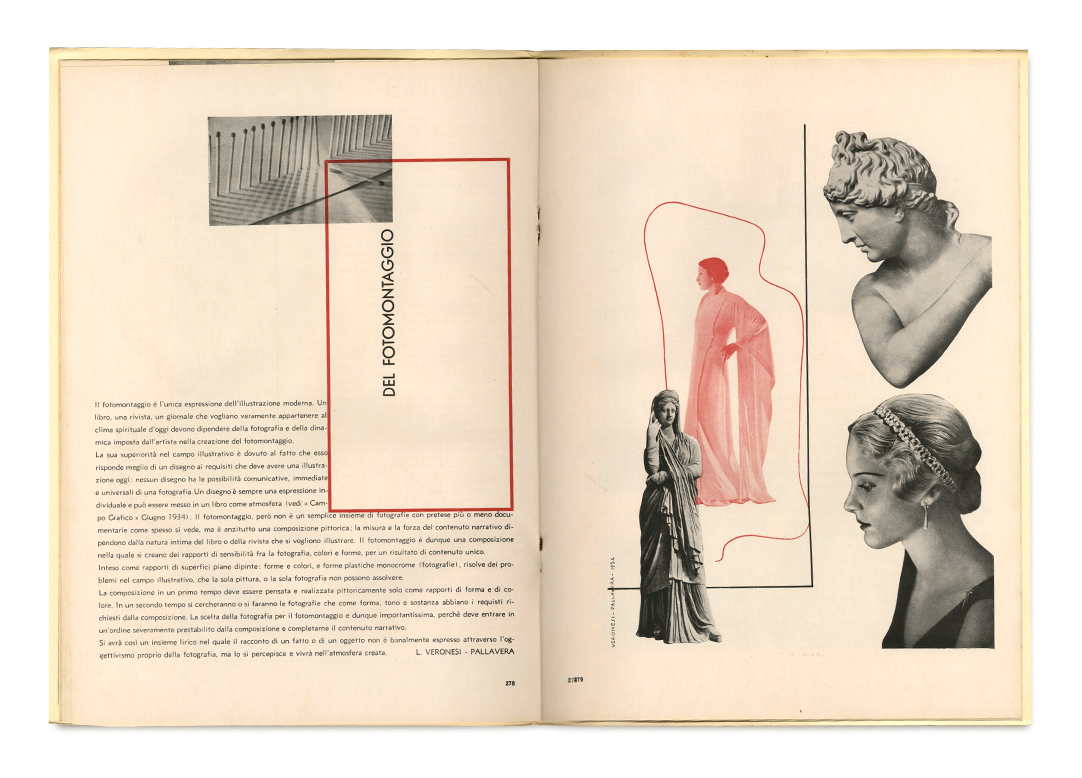 DEL FOTOMONTAGGIO
Il fotomontaggio è l'unica espressione dell'illustrazione moderna. Un
libro, una rivista, un giornale che vogliano veramente appartenere al
clima spirituale d'oggi devono dipendere della fotografia e della dina-
mica imposta dall'artista nella creazione del fotomontaggio.
La sua superiorità nel campo illustrativo è dovuto al fatto che esso
risponde meglio di un disegno ai requisiti che deve avere una illustra-
zione oggi: nessun disegno ha le possibilità comunicative, immediate
e universali di una fotografia. Un disegno è sempre una espressione in-
dividuale e può essere messo in un libro come atmosfera (vedi « Cam-
po Grafico » Giugno 1934). Il fotomontaggio, però non è un semplice insieme di fotografie con pretese più o meno docu-
mentarie come spesso si vede, ma è anzitutto una composizione pittorica; la misura e la forza del contenuto narrativo di-
pendono dalla natura intima del libro o della rivista che si vogliono illustrare. Il fotomontaggio è dunque una composizione
nella quale si creano dei rapporti di sensibilità fra la fotografia, colori e forme, per un risultato di contenuto unico.
Inteso come rapporti di superfici piane dipinte: forme e colori, e forme plastiche monocrome (fotografie), risolve dei pro-
blemi nel campo illustrativo, che la sola pittura, o la sola fotografia non possono assolvere.
La composizione in un primo tempo deve essere pensata e realizzata pittoricamente solo come rapporti di forma e di co-
lore. In un secondo tempo si cercheranno o si faranno le fotografie che come forma, tono e sostanza abbiano i requisti ri-
chiesti dalla composizione. La scelta della fotografia per il fotomontaggio e dunque importantissima, perchè deve entrare in
un'ordine severamente prestabilito dalla composizione e completarne il contenuto narrativo.
Si avrà così un insieme lirico nel quale il racconto di un fatto o di un oggetto non è banalmente espresso attraverso l'og-
gettivismo proprio della fotografia, ma lo si percepisce e vivrà nell'atmosfera creata. L. VERONESI - PALLAVERA
278
VERONESI - PALLAVERA - 1934